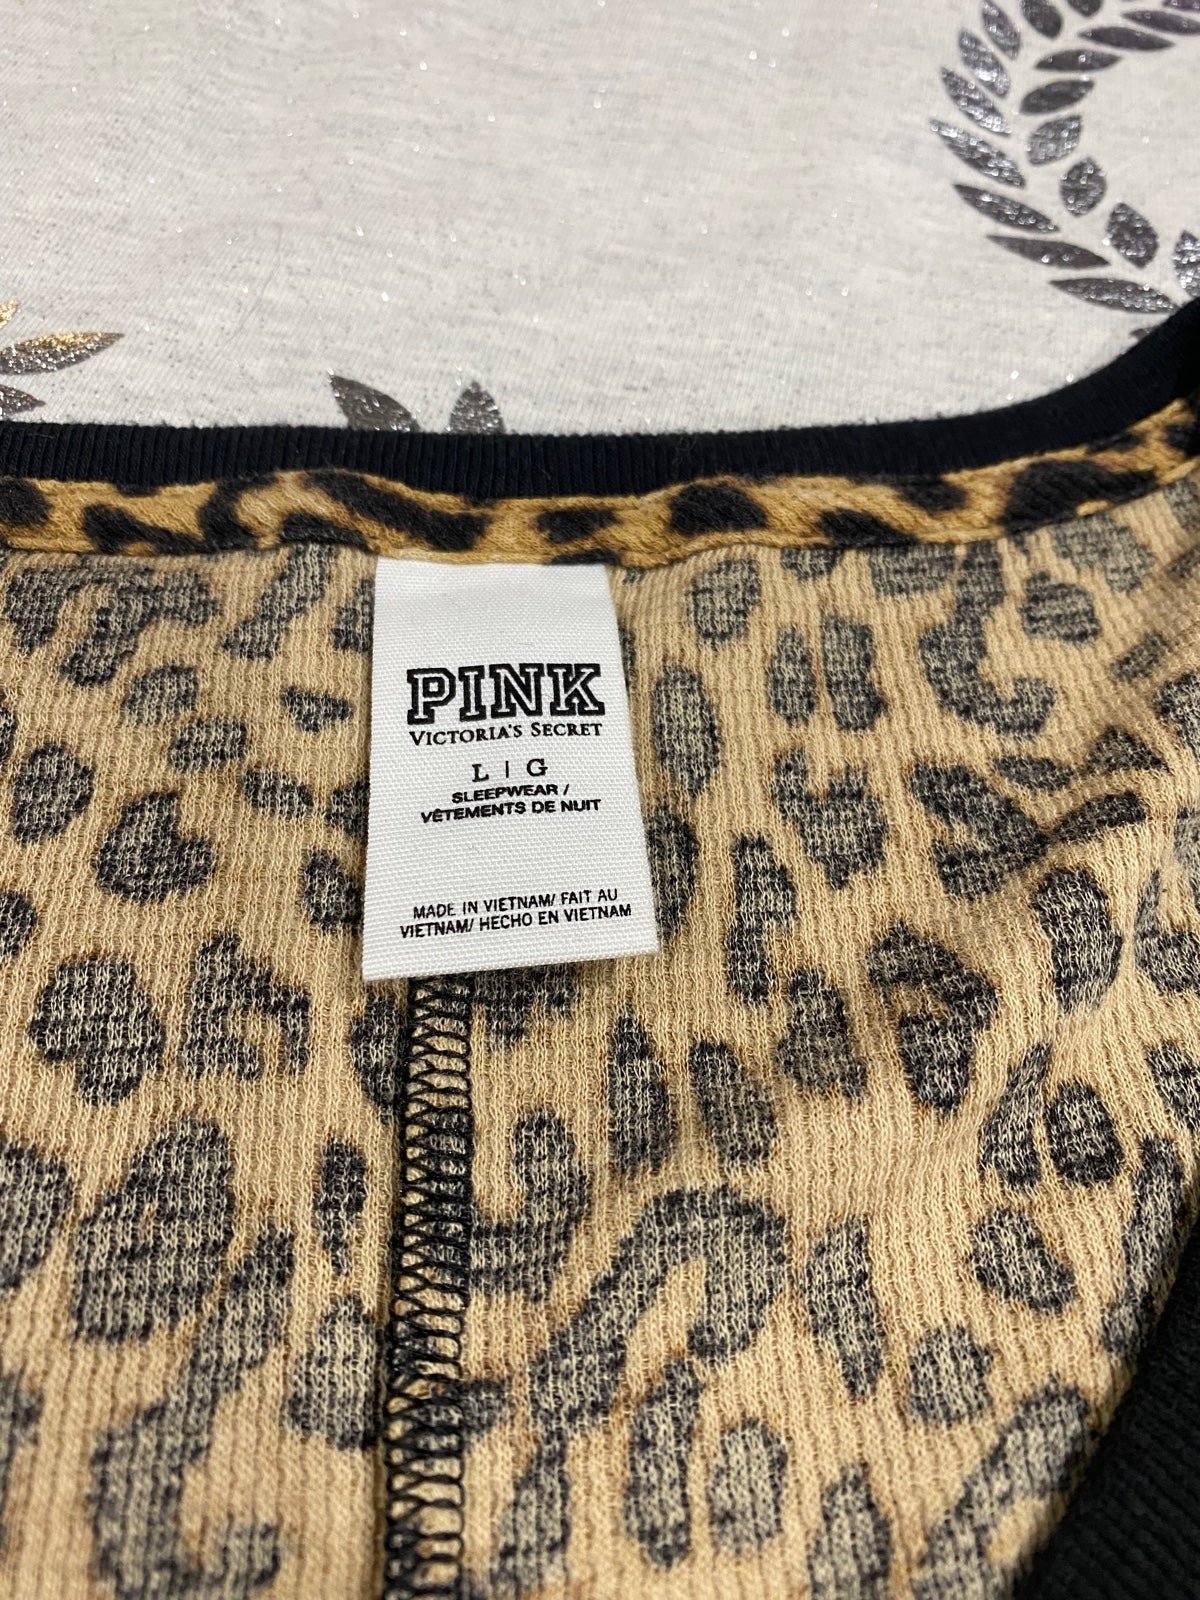 PINK
VICTORIA'S SECRET
L | G
SLEEPWEAR /
VÊTEMENTS DE NUIT
MADE IN VIETNAM/ FAIT AU
VIETNAM/ HECHO EN VIETNAM